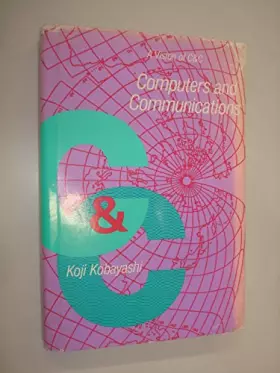 A Vision of C&C
Computers and
Communications
C
&
C
Koji Kobayashi